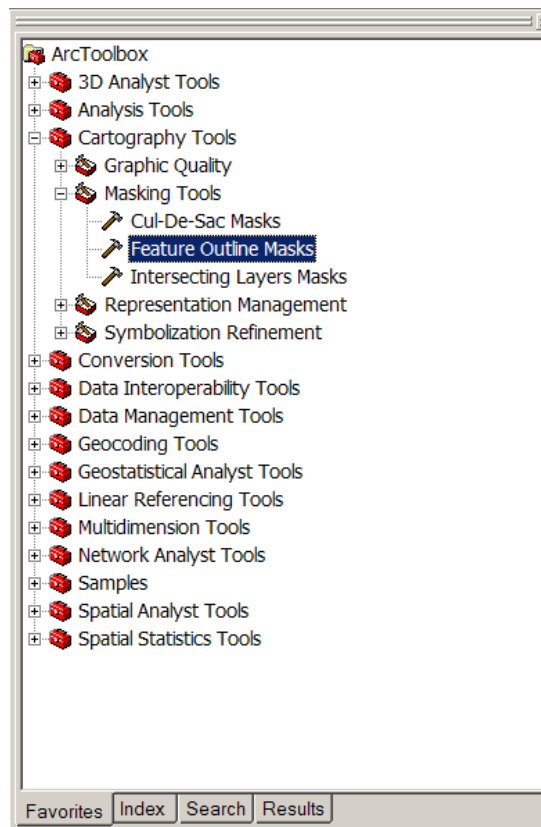 ArcToolbox
3D Analyst Tools
Analysis Tools
Cartography Tools
Graphic Quality
Masking Tools
Cul-De-Sac Masks
Feature Outline Masks
Intersecting Layers Masks
Representation Management
Symbolization Refinement
Conversion Tools
Data Interoperability Tools
Data Management Tools
Geocoding Tools
Geostatistical Analyst Tools
Linear Referencing Tools
Multidimension Tools
Network Analyst Tools
Samples
Spatial Analyst Tools
Spatial Statistics Tools
Favorites Index Search Results